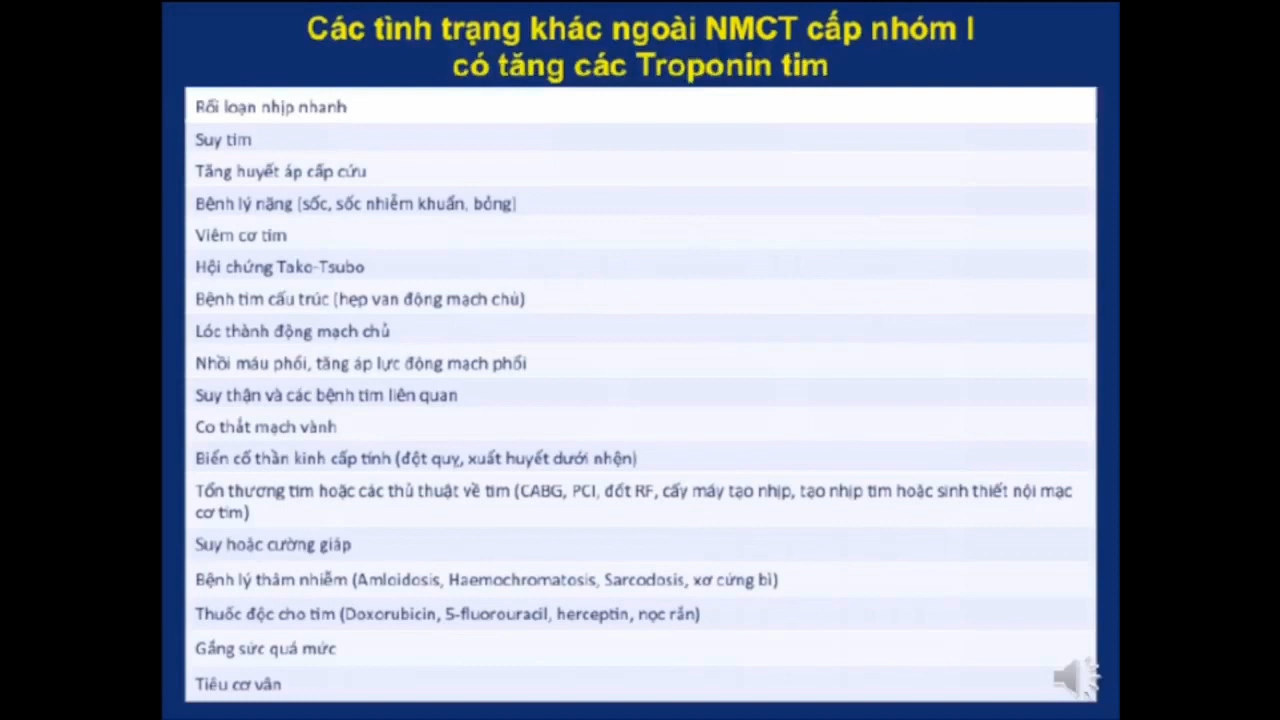 Các tình trạng khác ngoài NMCT cấp nhóm I
có tăng các Troponin tim
Rối loạn nhịp nhanh
Suy tim
Tăng huyết áp cấp cứu
Bệnh lý nặng (sốc, sốc nhiễm khuẩn, bỏng)
Viêm cơ tim
Hội chứng Tako-Tsubo
Bệnh tim cấu trúc (hẹp van động mạch chủ)
Lóc thành động mạch chủ
Nhồi máu phổi, tăng áp lực động mạch phổi
Suy thận và các bệnh tim liên quan
Co thắt mạch vành
Biến cố thần kinh cấp tính (đột quỵ, xuất huyết dưới nhện)
Tổn thương tim hoặc các thủ thuật về tim (CABG, PCI, đốt RF, cấy máy tạo nhịp, tạo nhịp tim hoặc sinh thiết nội mạc
cơ tim)
Suy hoặc cường giáp
Bệnh lý thâm nhiễm (Amloidosis, Haemochromatosis, Sarcodosis, xơ cứng bì)
Thuốc độc cho tim (Doxorubicin, 5-fluorouracil, herceptin, nọc rắn)
Gắng sức quá mức
Tiêu cơ vân